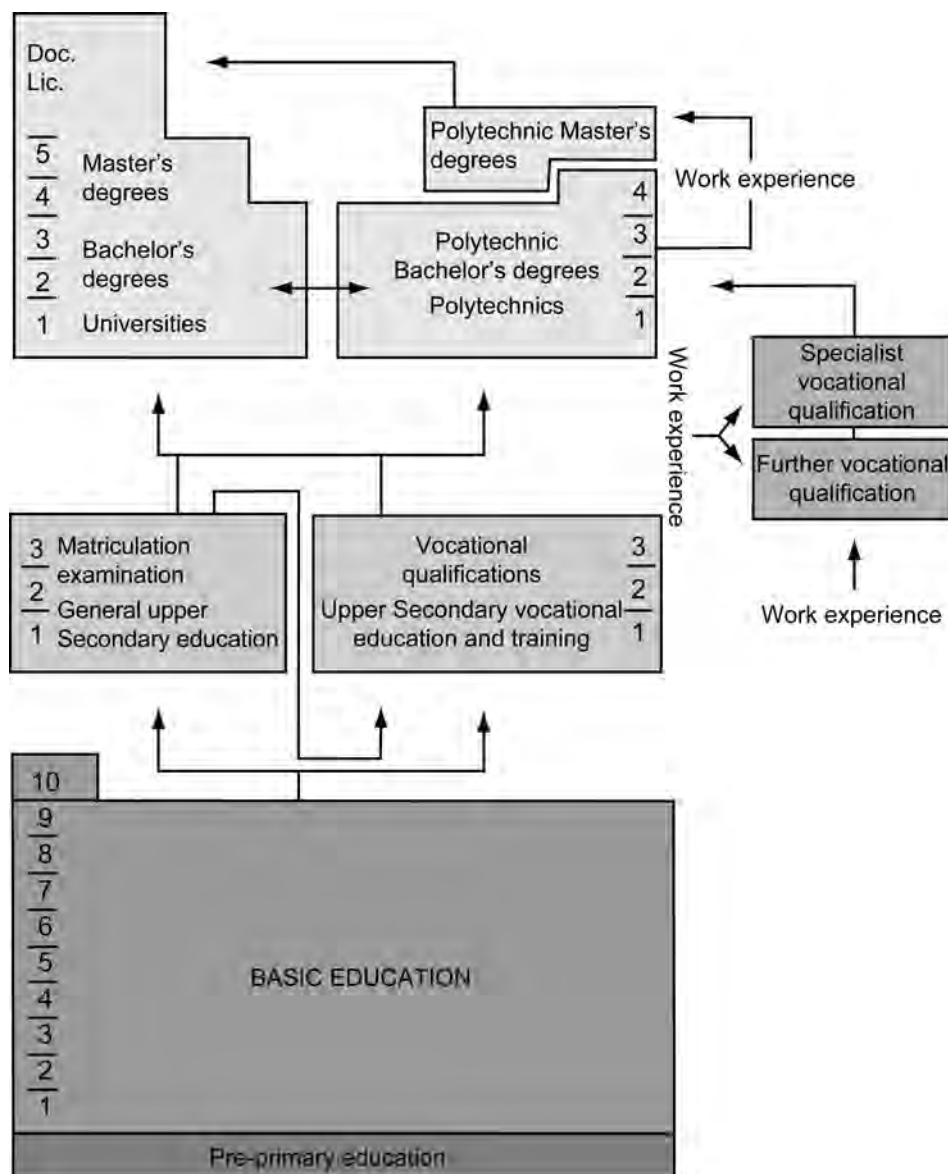 Doc.
Lic.
5
4
3
2
1
Master's
degrees
Bachelor's
degrees
Universities
Polytechnic Master's
degrees
Work experience
Polytechnic
Bachelor's degrees
Polytechnics
4
3
2
1
Work experience
Specialist
vocational
qualification
Further vocational
qualification
Work experience
3
2
1
Matriculation
examination
General upper
Secondary education
Vocational
qualifications
Upper Secondary vocational
education and training
3
2
1
10
9
8
7
6
5
4
3
2
1
BASIC EDUCATION
Pre-primary education